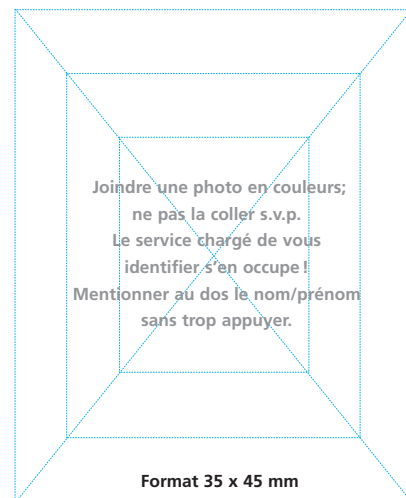 Joindre une photo en couleurs;
ne pas la coller s.v.p.
Le service chargé de vous
identifier s’en occupe !
Mentionner au dos le nom/prénom
sans trop appuyer.
Format 35 x 45 mm